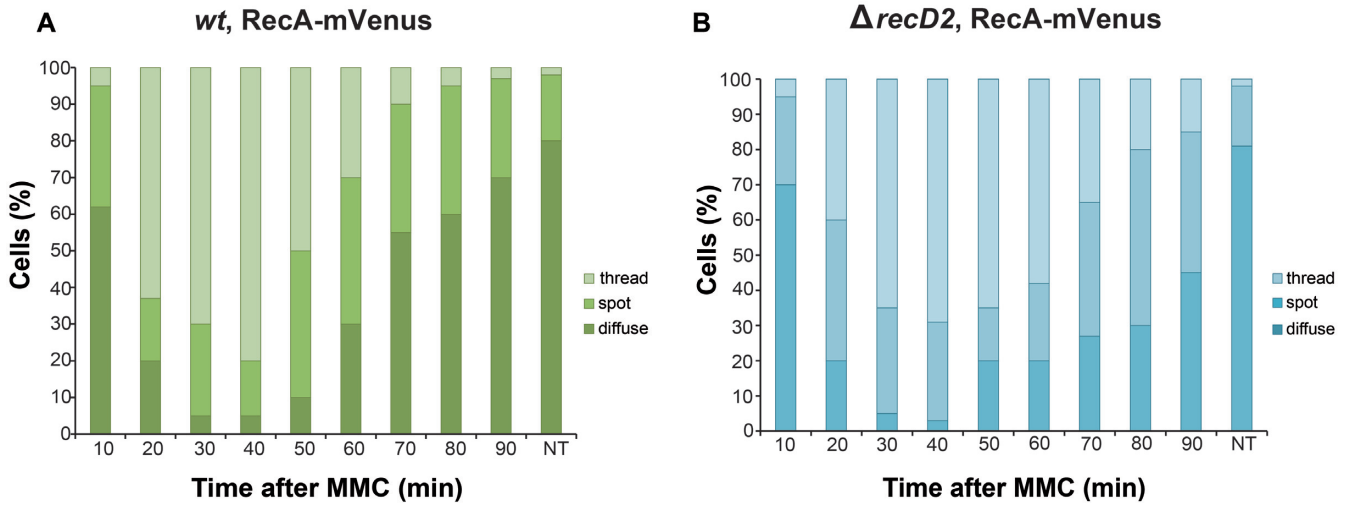 A
wt, RecA-mVenus
Cells (%)
100
90
80
70
60
50
40
30
20
10
0
10 20 30 40 50 60 70 80 90 NT
Time after MMC (min)
thread
spot
diffuse
B
ΔrecD2, RecA-mVenus
Cells (%)
100
90
80
70
60
50
40
30
20
10
0
10 20 30 40 50 60 70 80 90 NT
Time after MMC (min)
thread
spot
diffuse